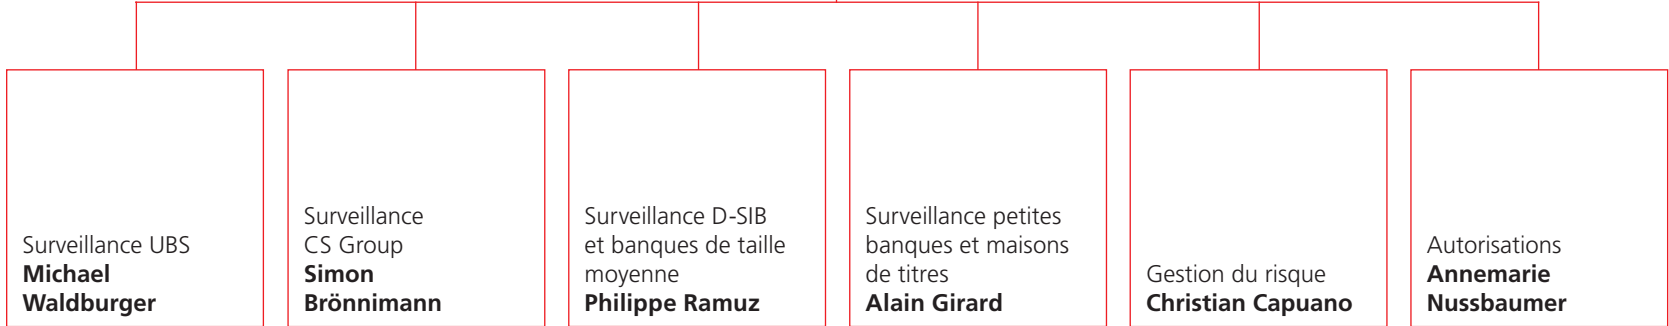 Surveillance UBS
Michael
Waldburger
Surveillance
CS Group
Simon
Brönnimann
Surveillance D-SIB
et banques de taille
moyenne
Philippe Ramuz
Surveillance petites
banques et maisons
de titres
Alain Girard
Gestion du risque
Christian Capuano
Autorisations
Annemarie
Nussbaumer